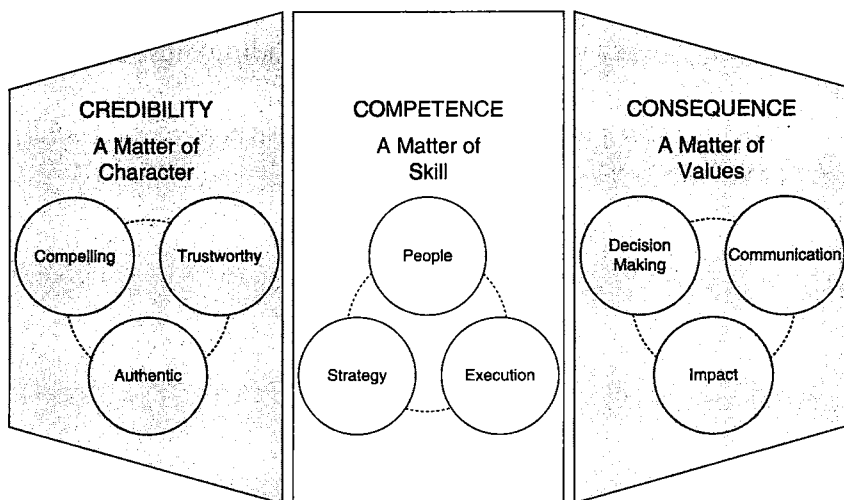 CREDIBILITY
A Matter of
Character
Compelling
Trustworthy
Authentic
COMPETENCE
A Matter of
Skill
People
Strategy
Execution
CONSEQUENCE
A Matter of
Values
Decision
Making
Communication
Impact